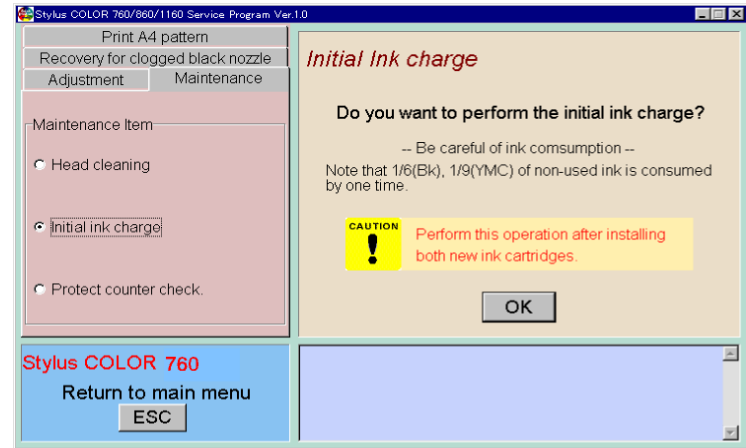 Stylus COLOR 760/860/1160 Service Program Ver.1.0
Print A4 pattern
Recovery for clogged black nozzle
Adjustment
Maintenance
Maintenance Item
Head cleaning
Initial ink charge
Protect counter check.
Initial Ink charge
Do you want to perform the initial ink charge?
-- Be careful of ink comsumption --
Note that 1/6(Bk), 1/9(YMC) of non-used ink is consumed
by one time.
CAUTION
Perform this operation after installing
both new ink cartridges.
OK
Stylus COLOR 760
Return to main menu
ESC